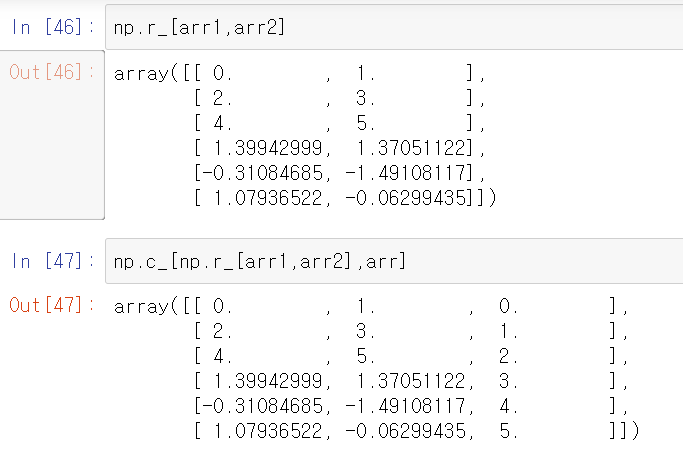 In [46]: np.r_[arr1,arr2]
Out[46]: array([[ 0.        ,  1.        ],
       [ 2.        ,  3.        ],
       [ 4.        ,  5.        ],
       [ 1.39942999,  1.37051122],
       [-0.31084685, -1.49108117],
       [ 1.07936522, -0.06299435]])
In [47]: np.c_[np.r_[arr1,arr2],arr]
Out[47]: array([[ 0.        ,  1.        ,  0.        ],
       [ 2.        ,  3.        ,  1.        ],
       [ 4.        ,  5.        ,  2.        ],
       [ 1.39942999,  1.37051122,  3.        ],
       [-0.31084685, -1.49108117,  4.        ],
       [ 1.07936522, -0.06299435,  5.        ]])